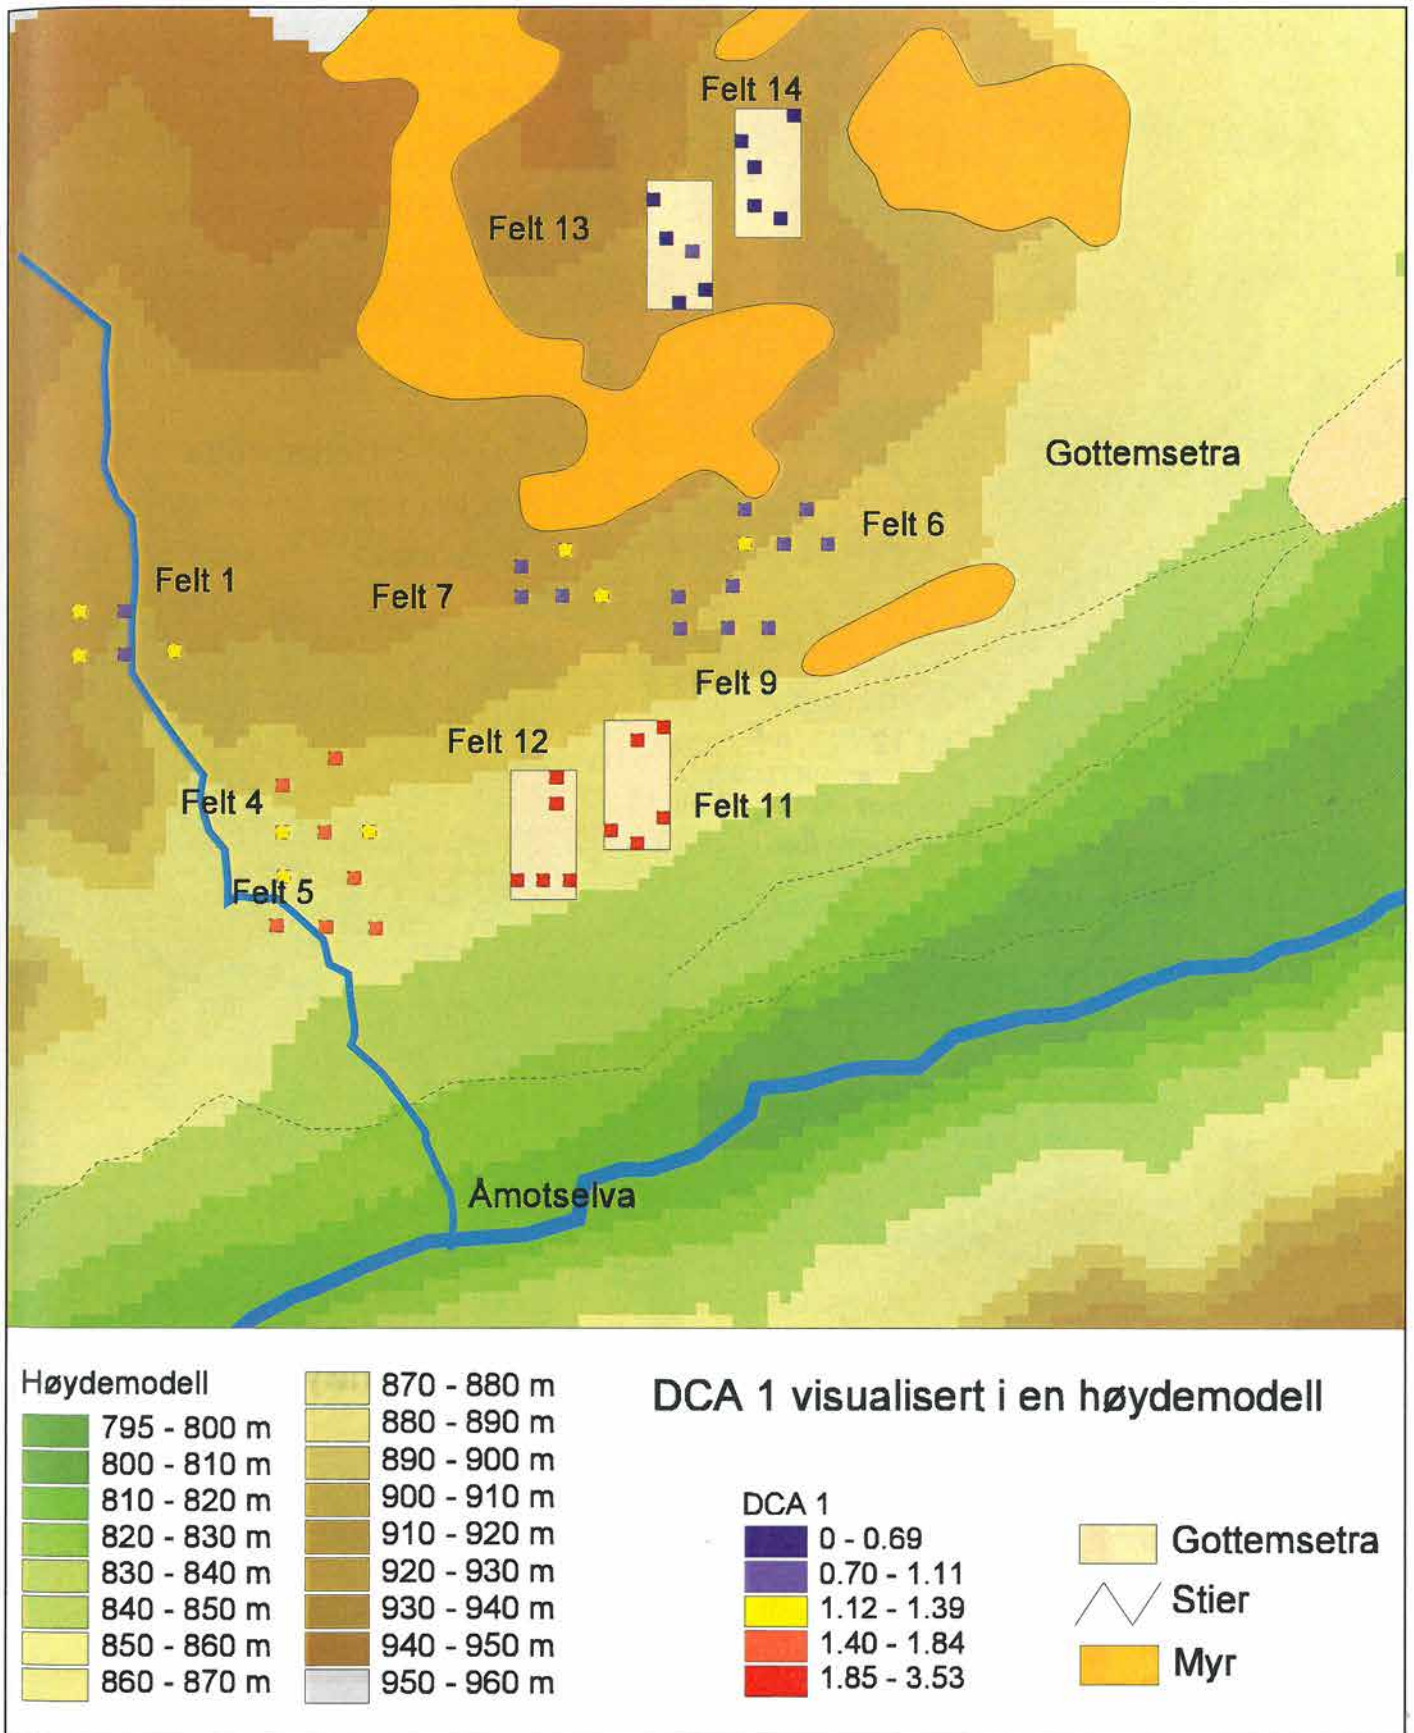 Felt 14
Felt 13
Gottemsetra
Felt 6
Felt 1
Felt 7
Felt 9
Felt 12
Felt 4
Felt 11
Felt 5
Åmotselva
Høydemodell
795 - 800 m
800 - 810 m
810 - 820 m
820 - 830 m
830 - 840 m
840 - 850 m
850 - 860 m
860 - 870 m
870 - 880 m
880 - 890 m
890 - 900 m
900 - 910 m
910 - 920 m
920 - 930 m
930 - 940 m
940 - 950 m
950 - 960 m
DCA 1 visualisert i en høydemodell
DCA 1
0 - 0.69
0.70 - 1.11
1.12 - 1.39
1.40 - 1.84
1.85 - 3.53
Gottemsetra
Stier
Myr